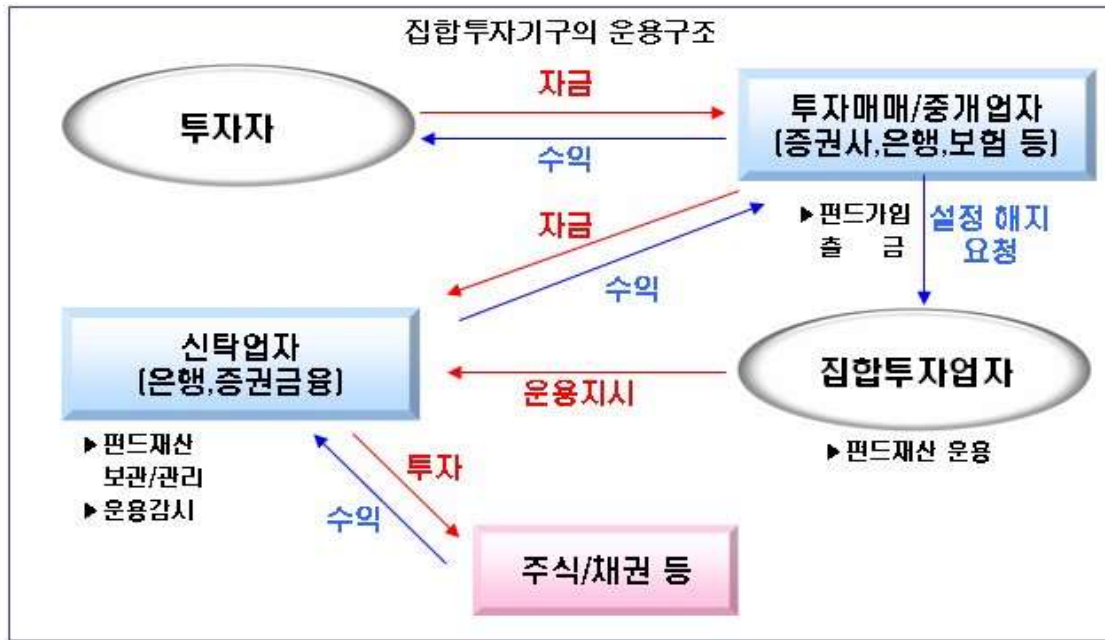 집합투자기구의 운용구조
투자자
자금
수익
투자매매/중개업자
(증권사,은행,보험 등)
▶펀드가입
출 금
설정 해지
요청
자금
수익
신탁업자
(은행,증권금융)
▶펀드재산
보관/관리
▶운용감시
운용지시
집합투자업자
▶펀드재산 운용
투자
수익
주식/채권 등